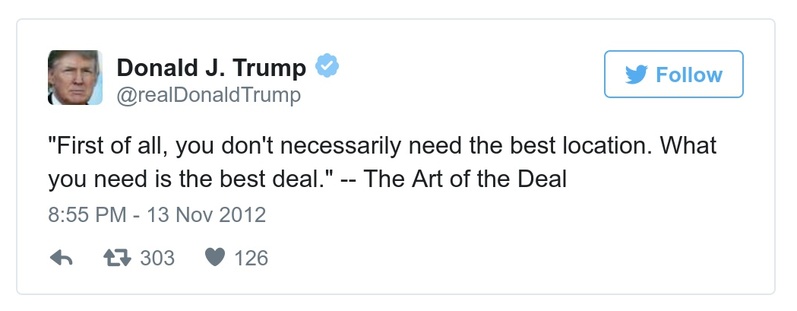 Donald J. Trump
@realDonaldTrump
Follow
"First of all, you don't necessarily need the best location. What
you need is the best deal." -- The Art of the Deal
8:55 PM - 13 Nov 2012
303 126